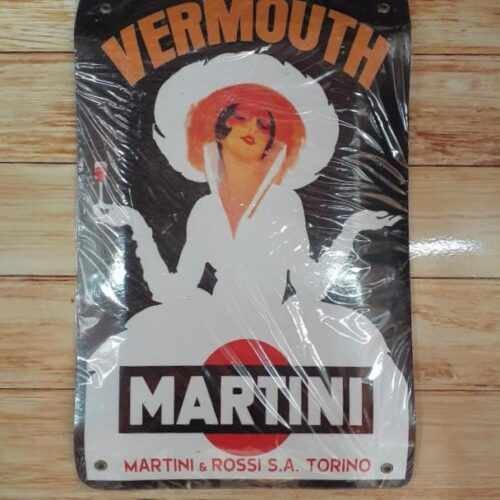 VERMOUTH
MARTINI
MARTINI & ROSSI S.A. TORINO